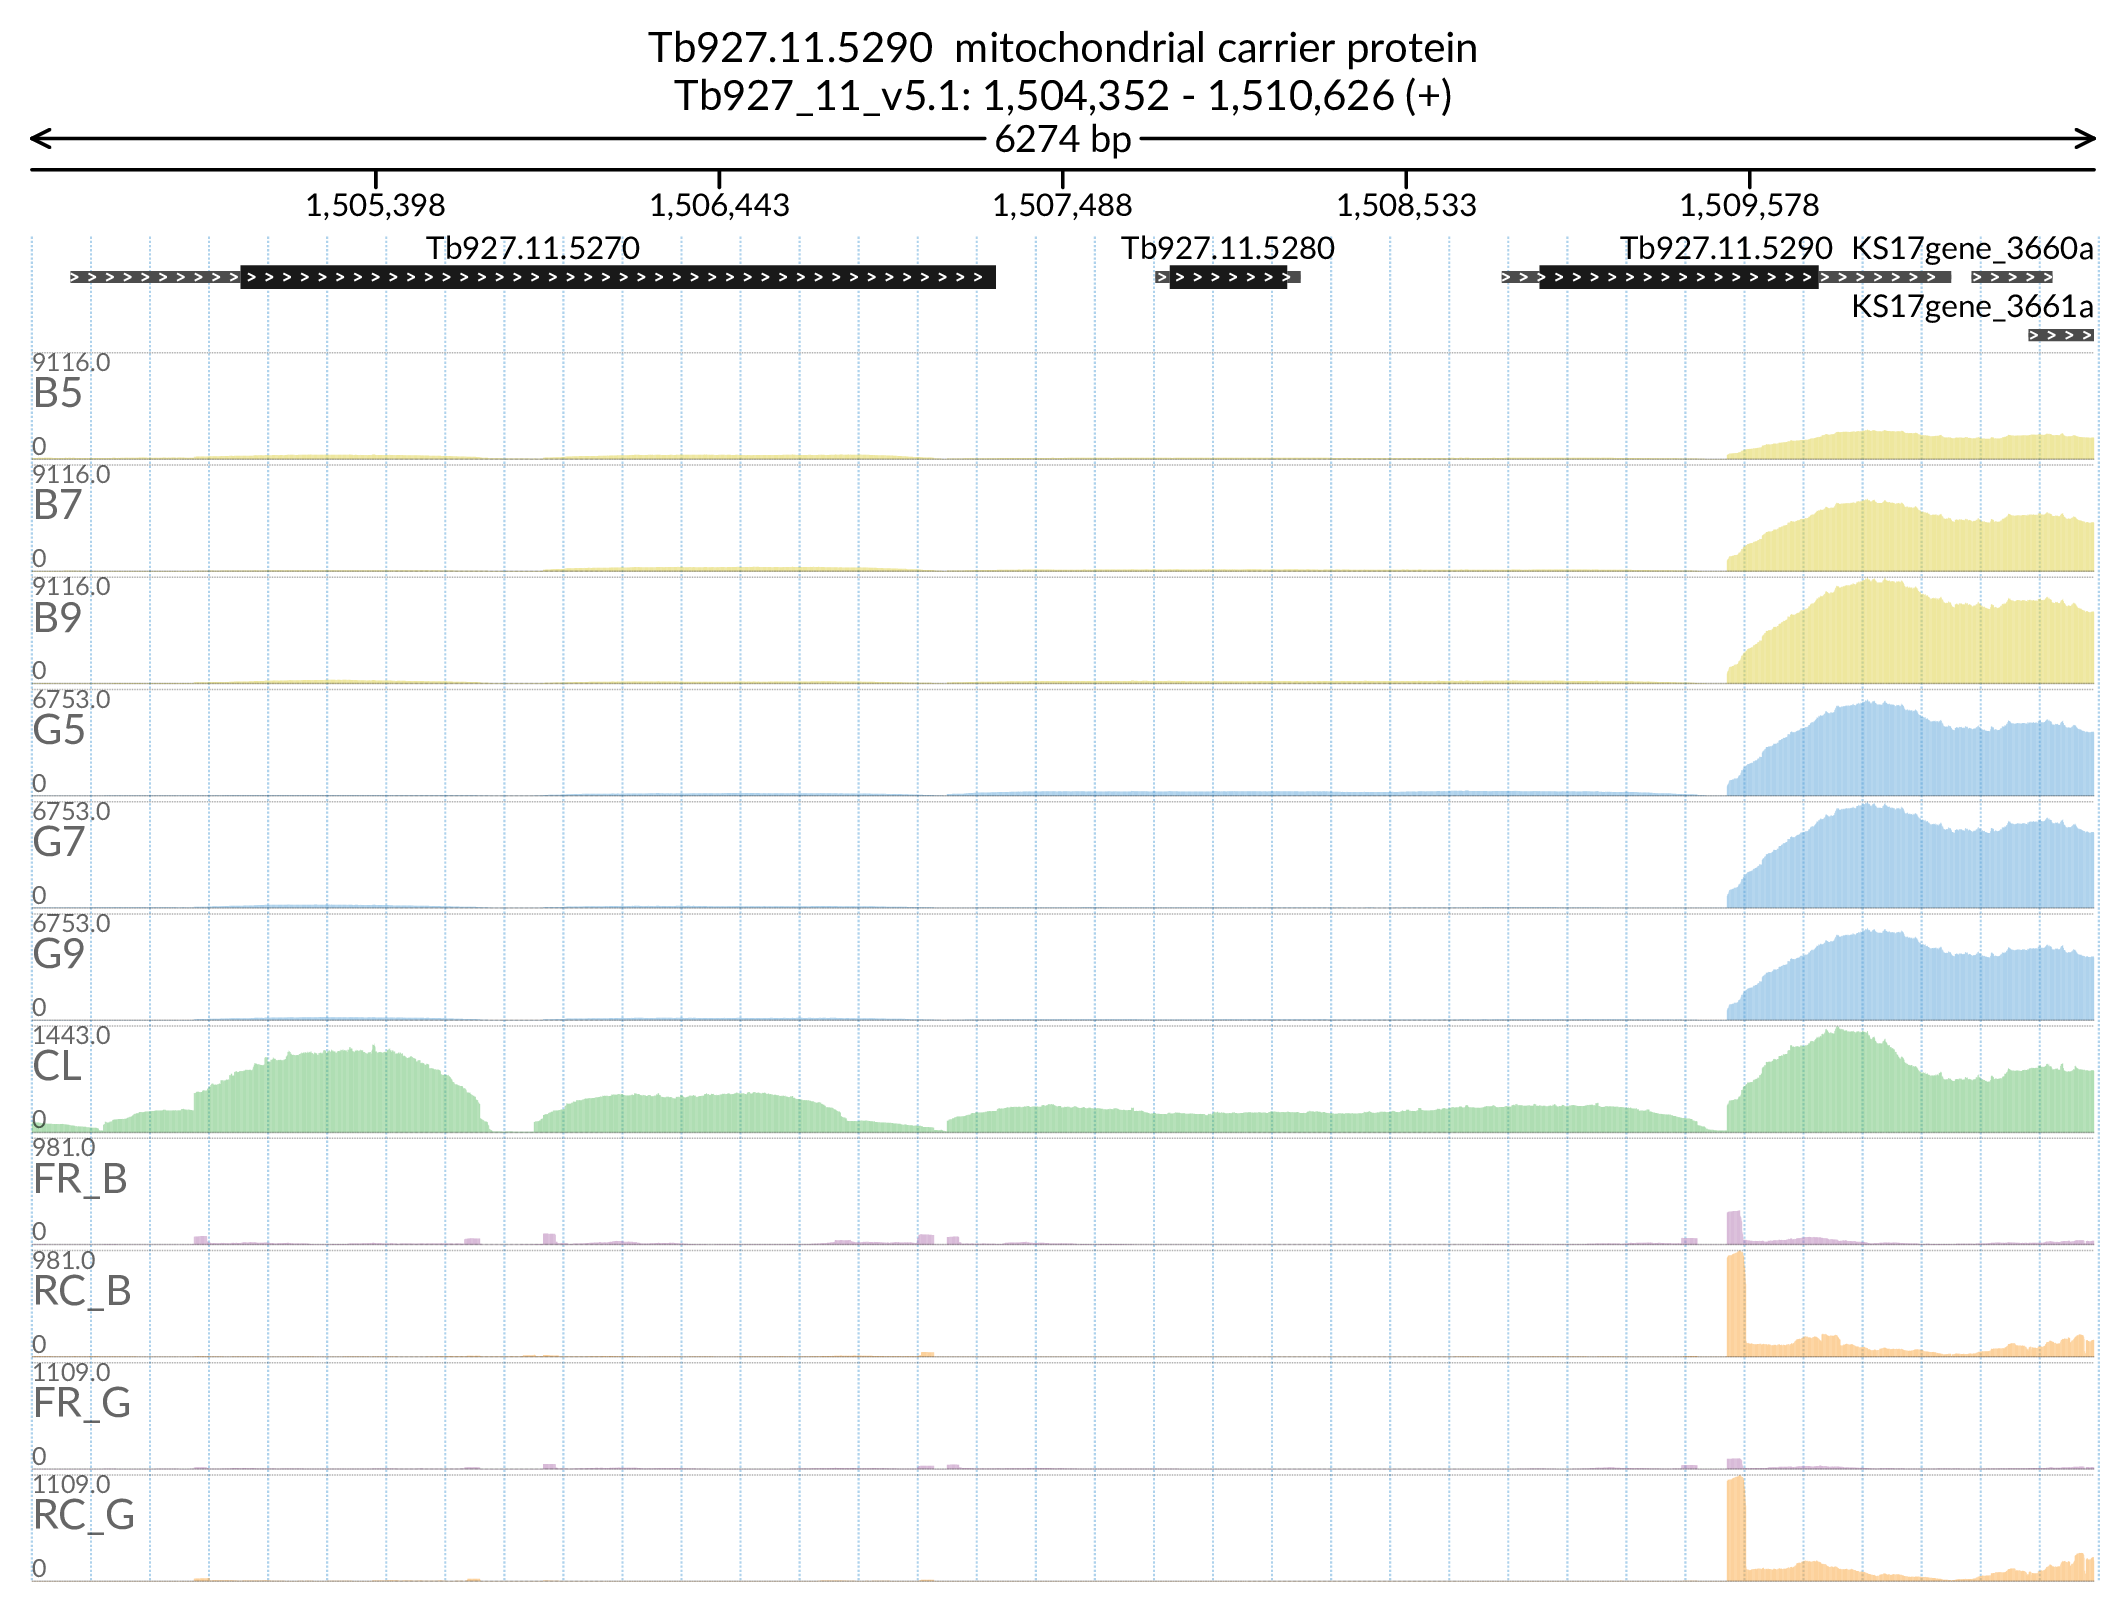 Tb927.11.5290  mitochondrial carrier protein
Tb927_11_v5.1: 1,504,352 - 1,510,626 (+)
6274 bp
1,505,398 1,506,443 1,507,488 1,508,533 1,509,578
Tb927.11.5270 Tb927.11.5280 Tb927.11.5290 KS17gene_3660a
KS17gene_3661a
9116.0
B5
0
9116.0
B7
0
9116.0
B9
0
6753.0
G5
0
6753.0
G7
0
6753.0
G9
0
1443.0
CL
0
981.0
FR_B
0
981.0
RC_B
0
1109.0
FR_G
0
1109.0
RC_G
0